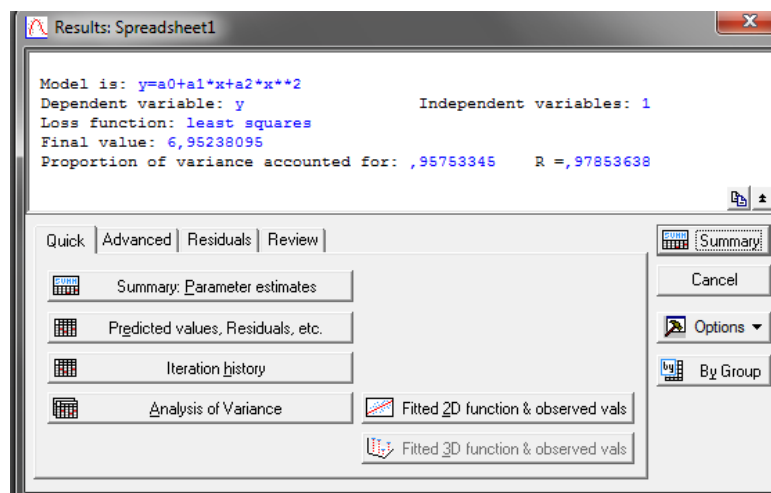 Results: Spreadsheet1
Model is: y=a0+a1*x+a2*x**2
Dependent variable: y Independent variables: 1
Loss function: least squares
Final value: 6,95238095
Proportion of variance accounted for: ,95753345 R =,97853638
Quick Advanced Residuals Review
Summary: Parameter estimates
Predicted values, Residuals, etc.
Iteration history
Analysis of Variance
Fitted 2D function & observed vals
Fitted 3D function & observed vals
SUMM Summary
Cancel
Options
By Group